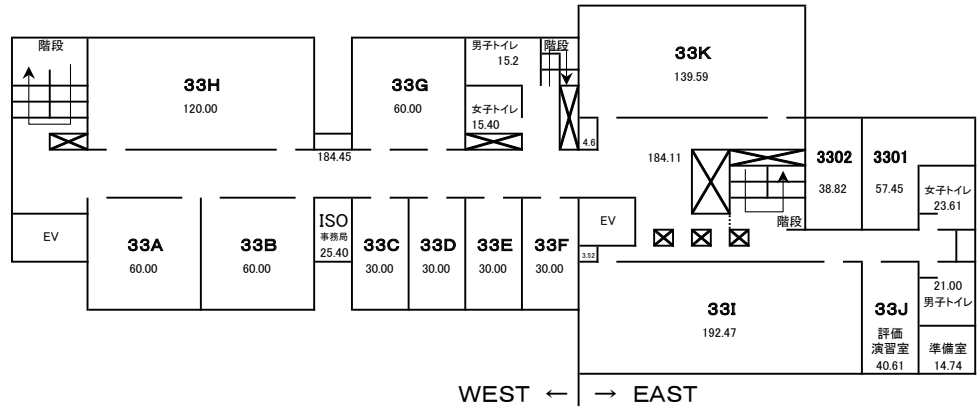 階段
33H
120.00
33G
60.00
男子トイレ
15.2
階段
女子トイレ
15.40
33K
139.59
4.6
184.45
184.11
3302
38.82
3301
57.45
女子トイレ
23.61
階段
EV
33A
60.00
33B
60.00
ISO
事務局
25.40
33C
30.00
33D
30.00
33E
30.00
33F
30.00
EV
3.52
33I
192.47
33J
評価
演習室
40.61
21.00
男子トイレ
準備室
14.74
WEST ← → EAST